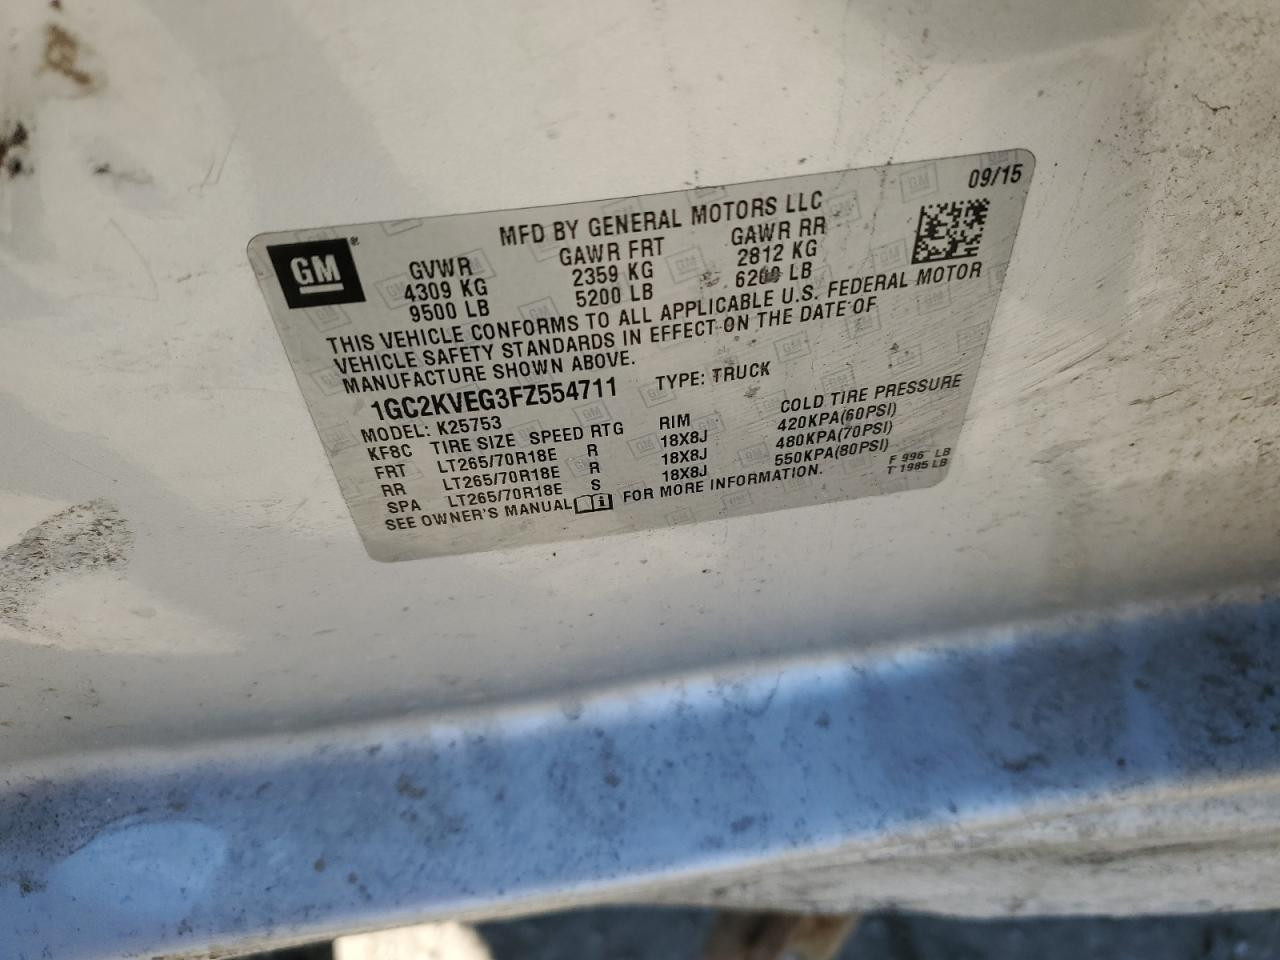 09/15
MFD BY GENERAL MOTORS LLC
GM
GVWR GAWR FRT GAWR RR
4309 KG 2359 KG 2812 KG
9500 LB 5200 LB 6200 LB
THIS VEHICLE CONFORMS TO ALL APPLICABLE U.S. FEDERAL MOTOR
VEHICLE SAFETY STANDARDS IN EFFECT ON THE DATE OF
MANUFACTURE SHOWN ABOVE.
1GC2KVEG3FZ554711 TYPE: TRUCK
MODEL: K25753
KF8C TIRE SIZE SPEED RTG RIM COLD TIRE PRESSURE
FRT LT265/70R18E R 18X8J 420KPA(60PSI)
RR LT265/70R18E R 18X8J 480KPA(70PSI)
SPA LT265/70R18E S 18X8J 550KPA(80PSI)
SEE OWNER'S MANUAL FOR MORE INFORMATION.
F 996 LB
T 1985 LB